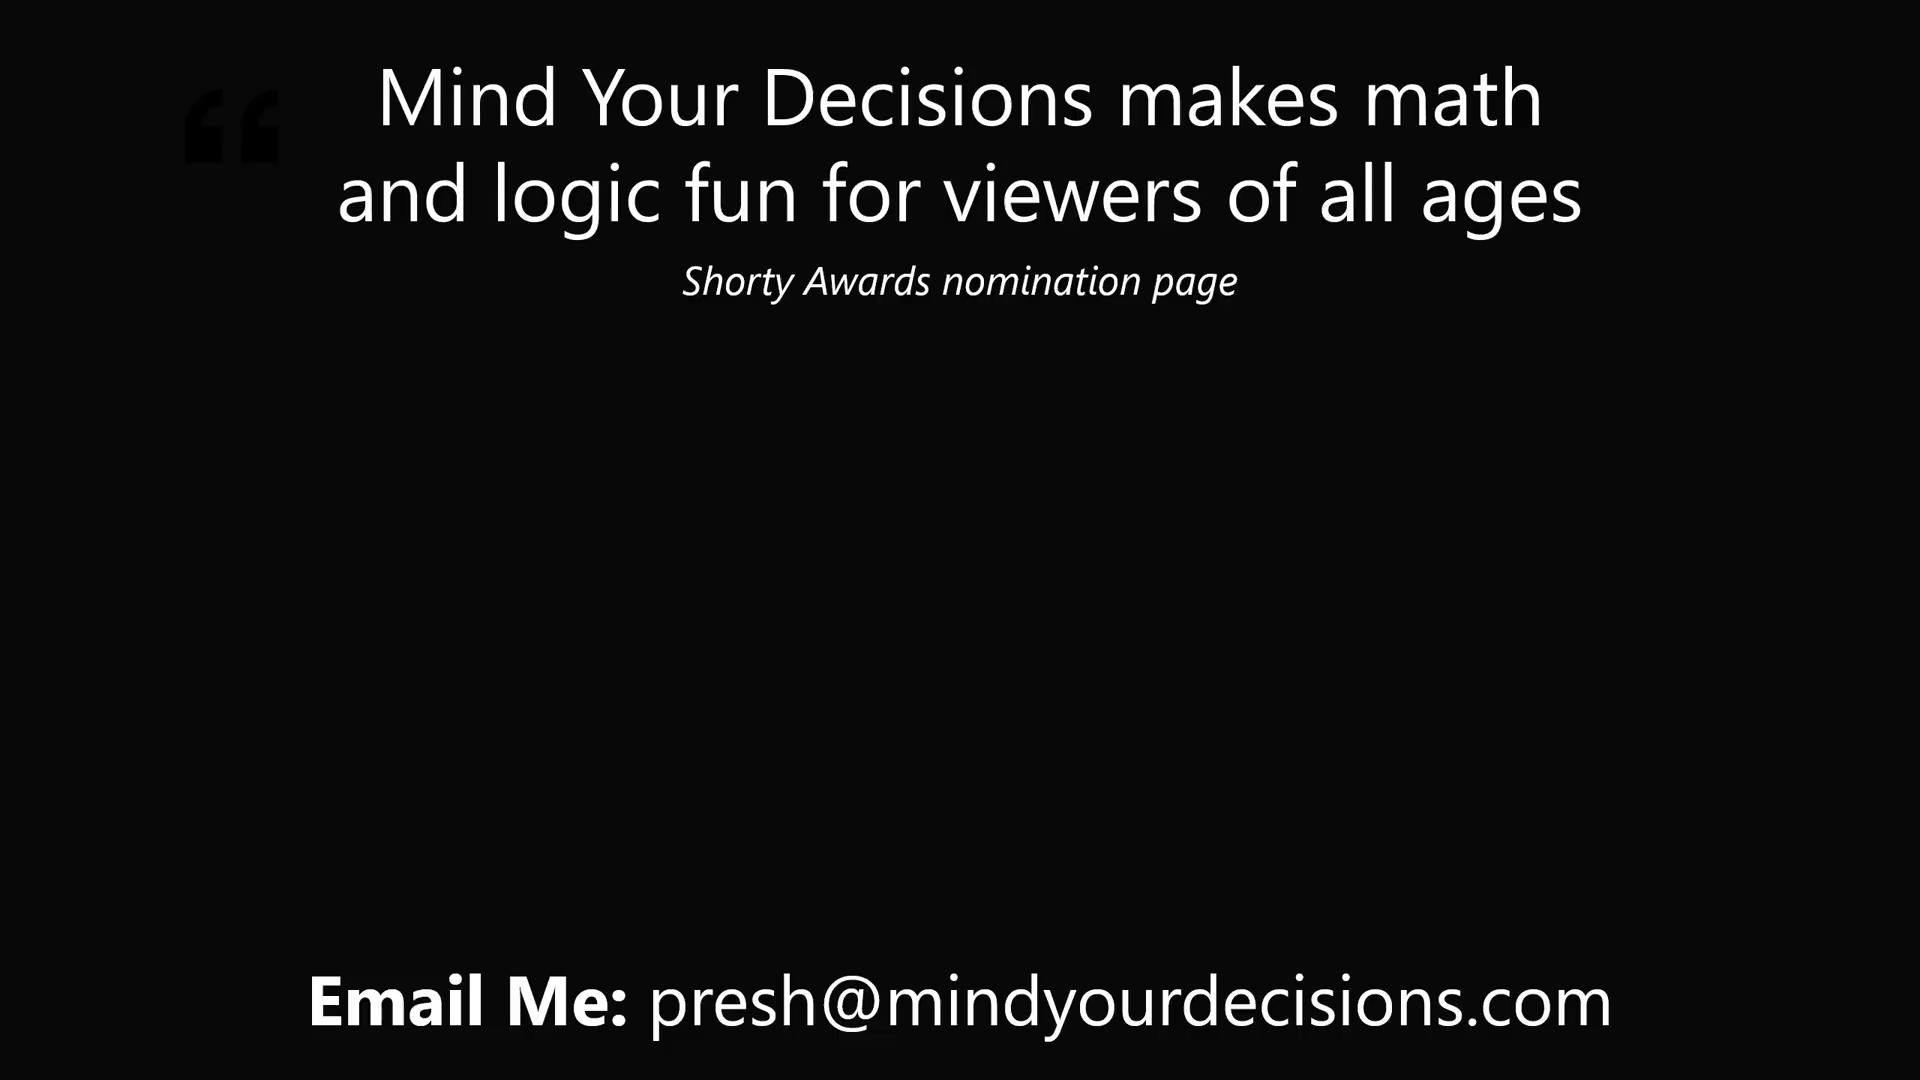 “
Mind Your Decisions makes math
and logic fun for viewers of all ages
Shorty Awards nomination page
Email Me: presh@mindyourdecisions.com